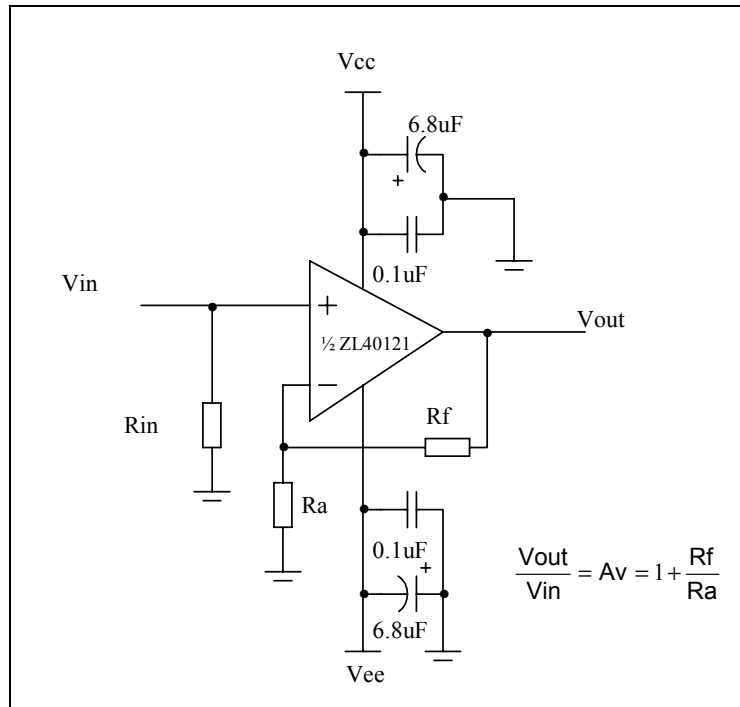 Vcc
6.8uF
+
0.1uF
Vin
+
½ ZL40121
Vout
−
Rf
Rin
Ra
0.1uF
+
6.8uF
Vee
Vout/Vin = Av = 1 + Rf/Ra